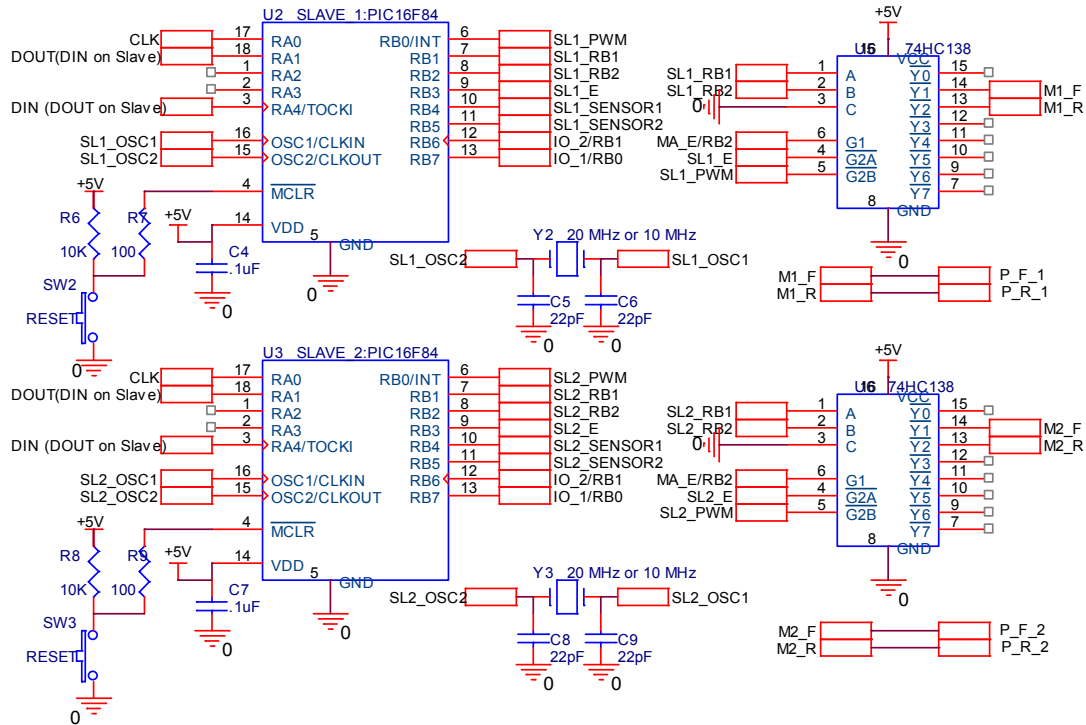 U2 SLAVE_1:PIC16F84
CLK 17 RA0 RB0/INT 6 SL1_PWM
DOUT(DIN on Slave) 18 RA1 RB1 7 SL1_RB1
1 RA2 RB2 8 SL1_RB2
2 RA3 RB3 9 SL1_E
DIN (DOUT on Slave) 3 RA4/TOCKI RB4 10 SL1_SENSOR1
RB5 11 SL1_SENSOR2
SL1_OSC1 16 OSC1/CLKIN RB6 12 IO_2/RB1
SL1_OSC2 15 OSC2/CLKOUT RB7 13 IO_1/RB0
4 MCLR
14 VDD
5 GND
0
+5V
R6
10K
R7
100
+5V
C4
.1uF
0
SW2
RESET
0
Y2 20 MHz or 10 MHz
SL1_OSC2 SL1_OSC1
C5 C6
22pF 22pF
0 0
+5V
74HC138
16 VCC
SL1_RB1 1 A Y0 15
SL1_RB2 2 B Y1 14 M1_F
0 3 C Y2 13 M1_R
Y3 12
MA_E/RB2 6 G1 Y4 11
SL1_E 4 G2A Y5 10
SL1_PWM 5 G2B Y6 9
Y7 7
8 GND
0
M1_F P_F_1
M1_R P_R_1
U3 SLAVE_2:PIC16F84
CLK 17 RA0 RB0/INT 6 SL2_PWM
DOUT(DIN on Slave) 18 RA1 RB1 7 SL2_RB1
1 RA2 RB2 8 SL2_RB2
2 RA3 RB3 9 SL2_E
DIN (DOUT on Slave) 3 RA4/TOCKI RB4 10 SL2_SENSOR1
RB5 11 SL2_SENSOR2
SL2_OSC1 16 OSC1/CLKIN RB6 12 IO_2/RB1
SL2_OSC2 15 OSC2/CLKOUT RB7 13 IO_1/RB0
4 MCLR
14 VDD
5 GND
0
+5V
R8
10K
R9
100
+5V
C7
.1uF
0
SW3
RESET
0
Y3 20 MHz or 10 MHz
SL2_OSC2 SL2_OSC1
C8 C9
22pF 22pF
0 0
+5V
74HC138
16 VCC
SL2_RB1 1 A Y0 15
SL2_RB2 2 B Y1 14 M2_F
0 3 C Y2 13 M2_R
Y3 12
MA_E/RB2 6 G1 Y4 11
SL2_E 4 G2A Y5 10
SL2_PWM 5 G2B Y6 9
Y7 7
8 GND
0
M2_F P_F_2
M2_R P_R_2